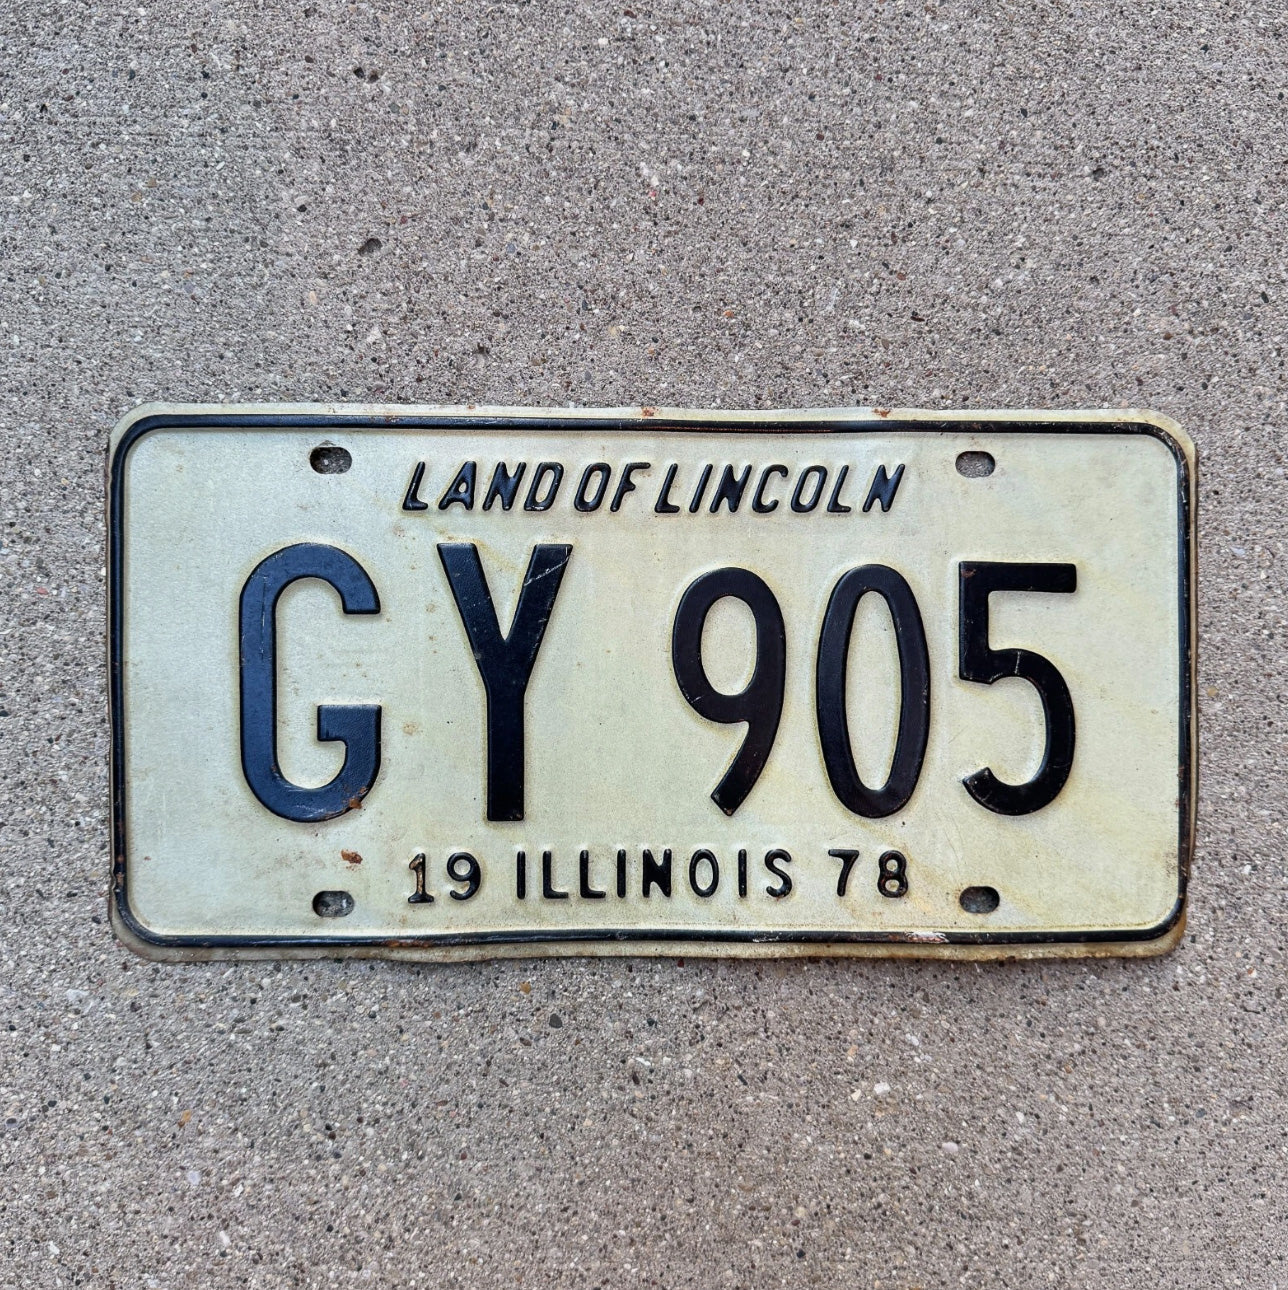 LAND OF LINCOLN
GY 905
19 ILLINOIS 78